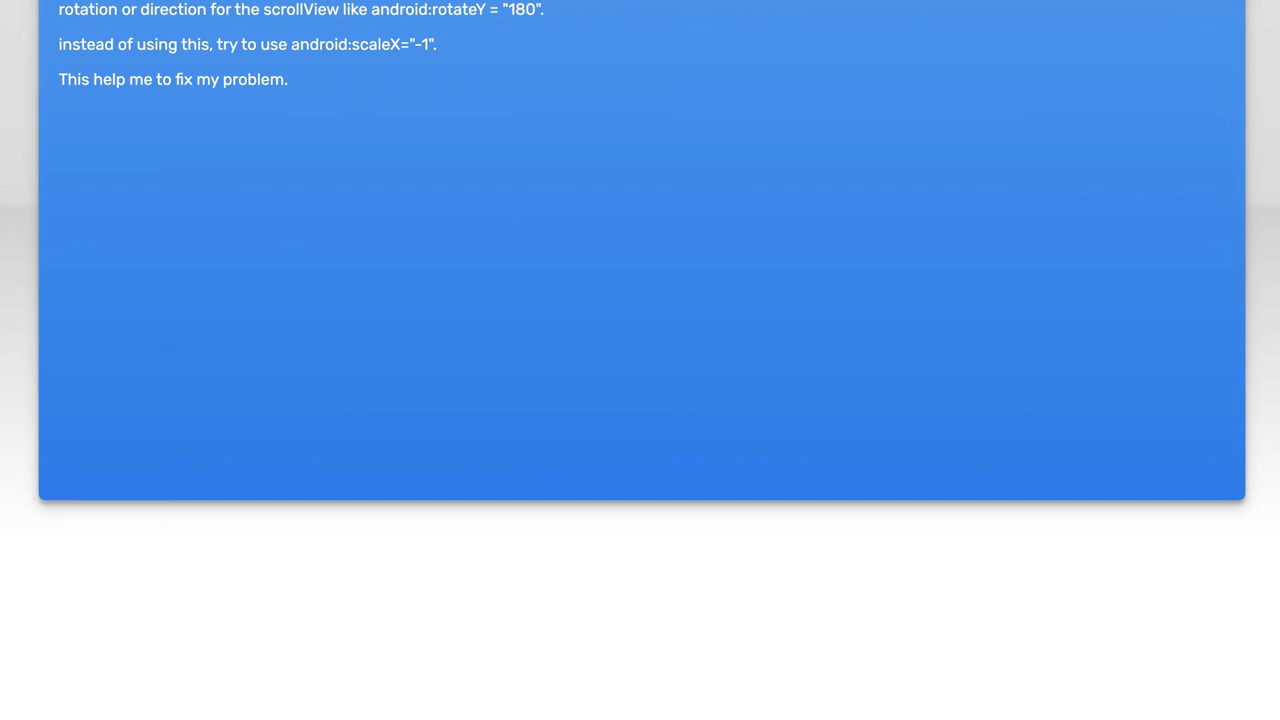 rotation or direction for the scrollView like android:rotateY = "180".
instead of using this, try to use android:scaleX="-1".
This help me to fix my problem.